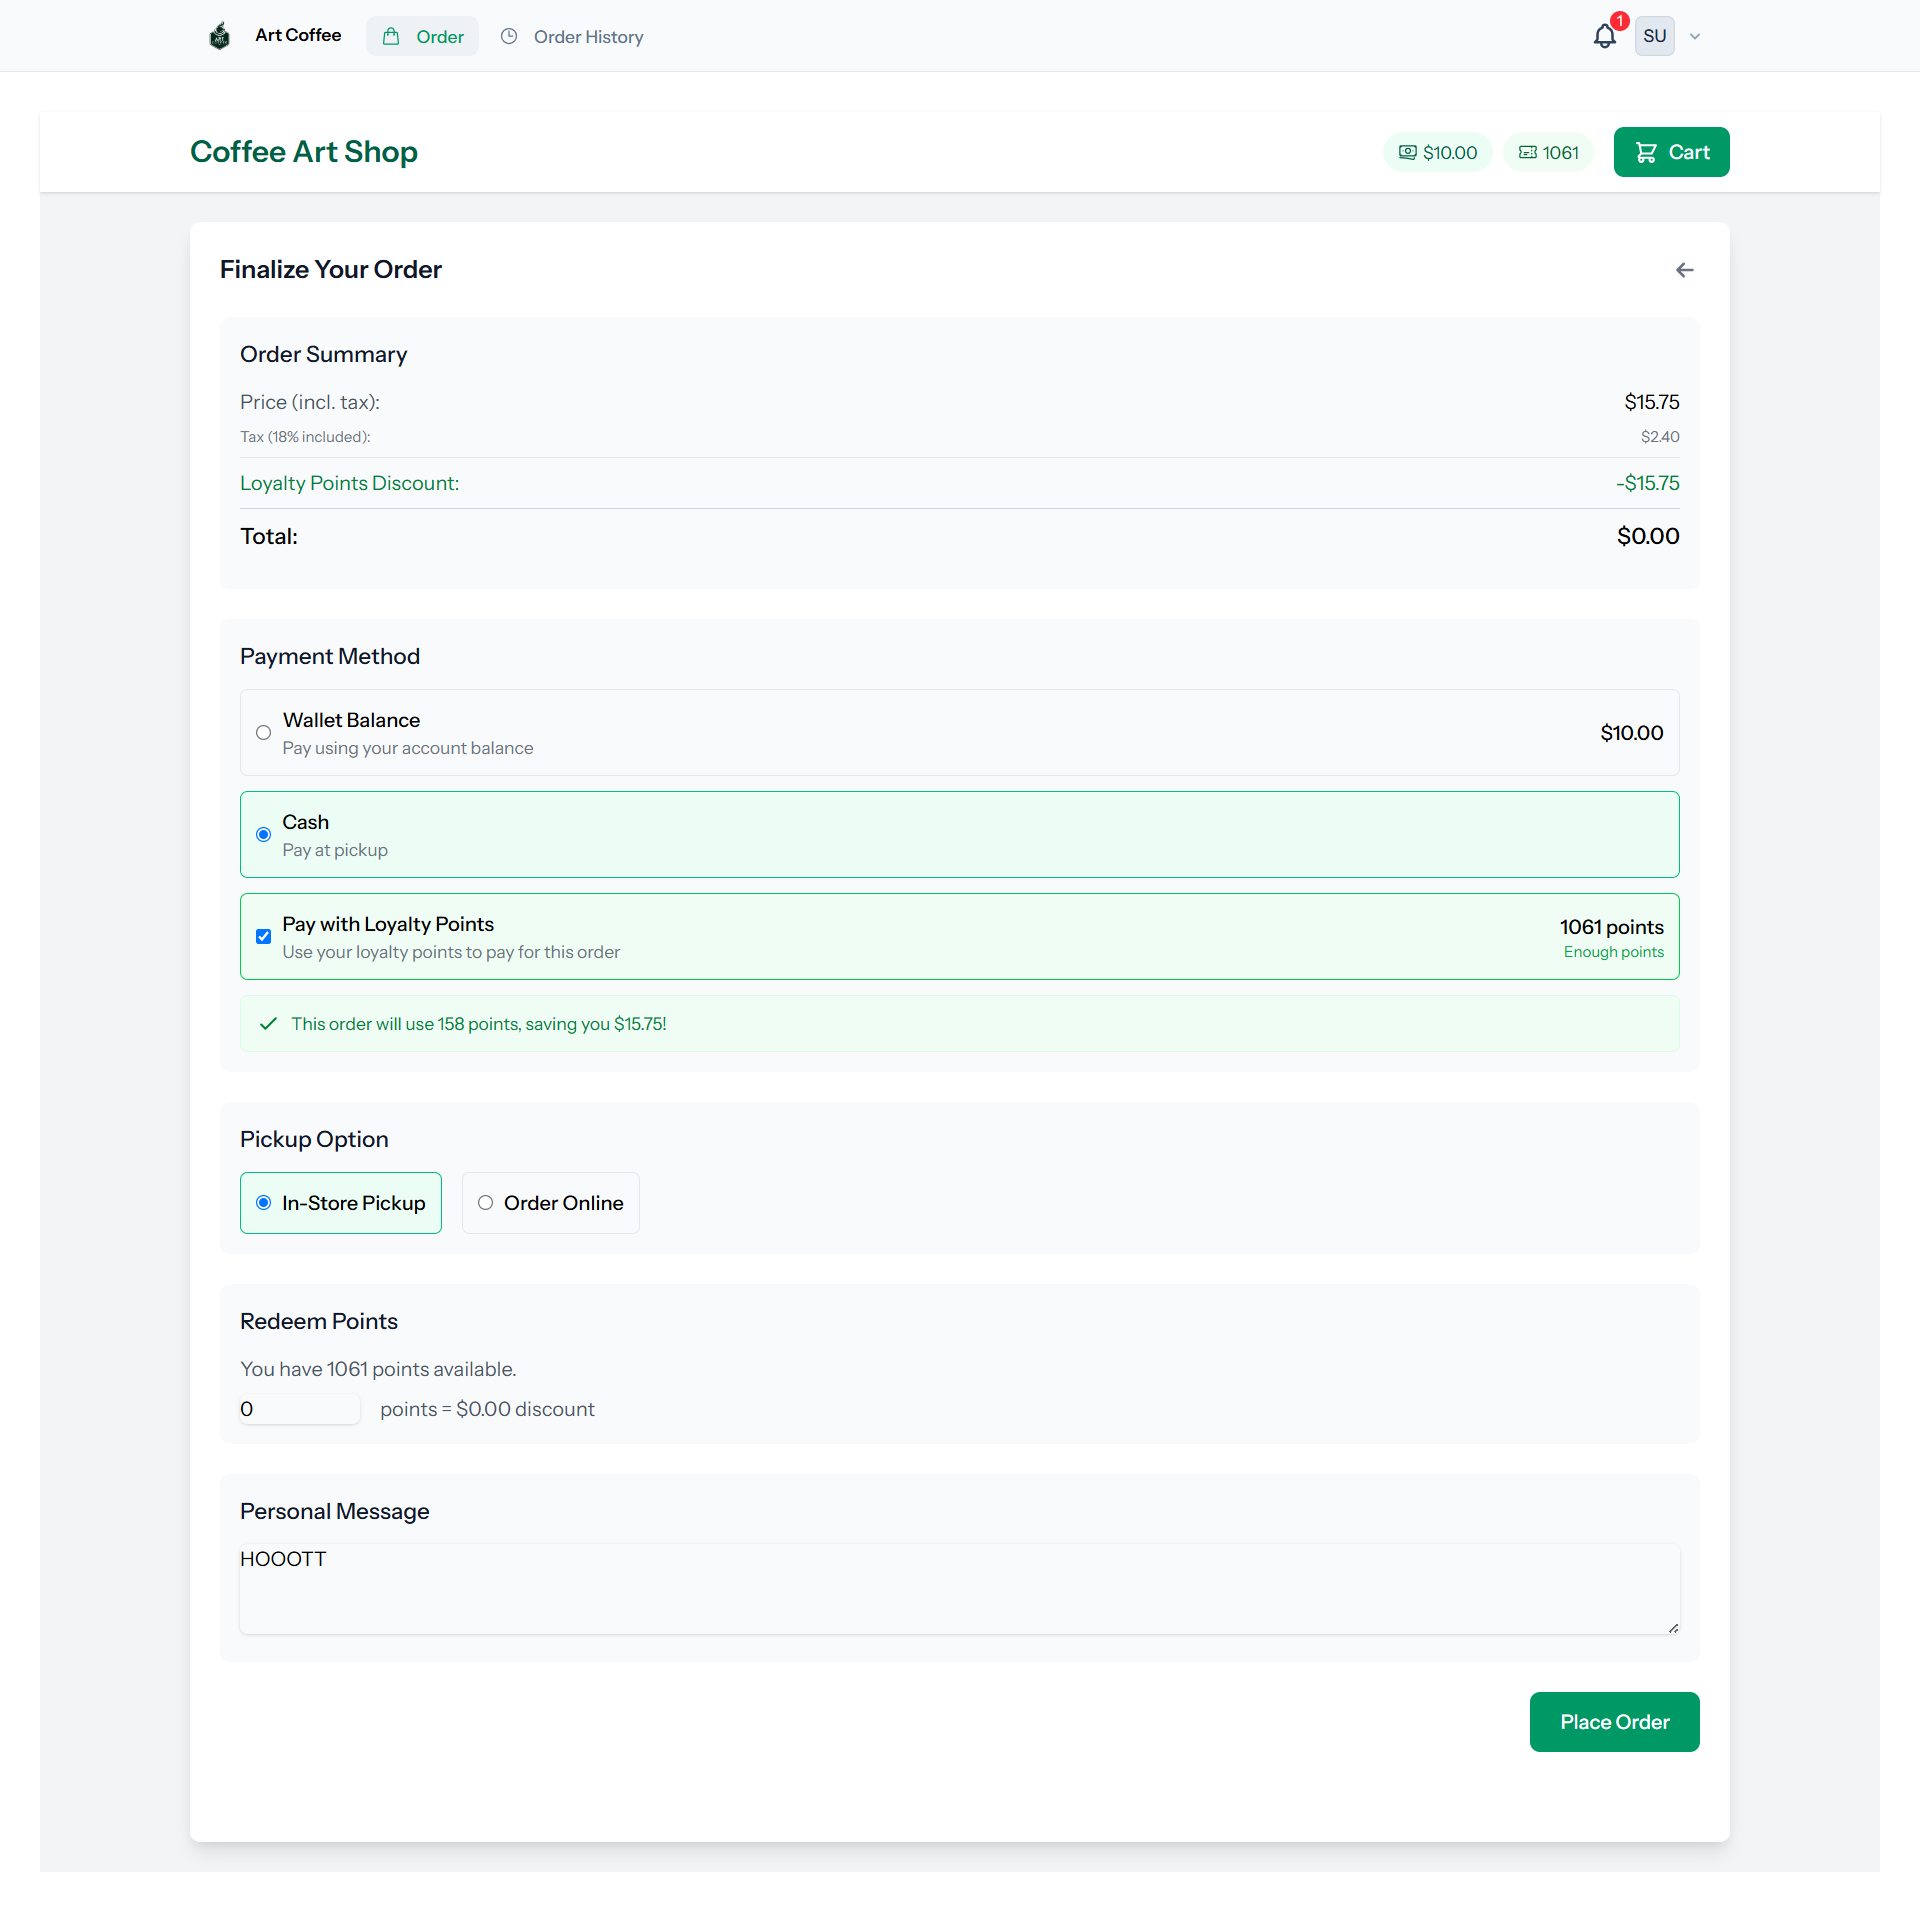 Art Coffee
Order
Order History
1
SU
Coffee Art Shop
$10.00
1061
Cart
Finalize Your Order
Order Summary
Price (incl. tax): $15.75
Tax (18% included): $2.40
Loyalty Points Discount: -$15.75
Total: $0.00
Payment Method
Wallet Balance
Pay using your account balance
$10.00
Cash
Pay at pickup
Pay with Loyalty Points
Use your loyalty points to pay for this order
1061 points
Enough points
This order will use 158 points, saving you $15.75!
Pickup Option
In-Store Pickup
Order Online
Redeem Points
You have 1061 points available.
0 points = $0.00 discount
Personal Message
HOOOTT
Place Order